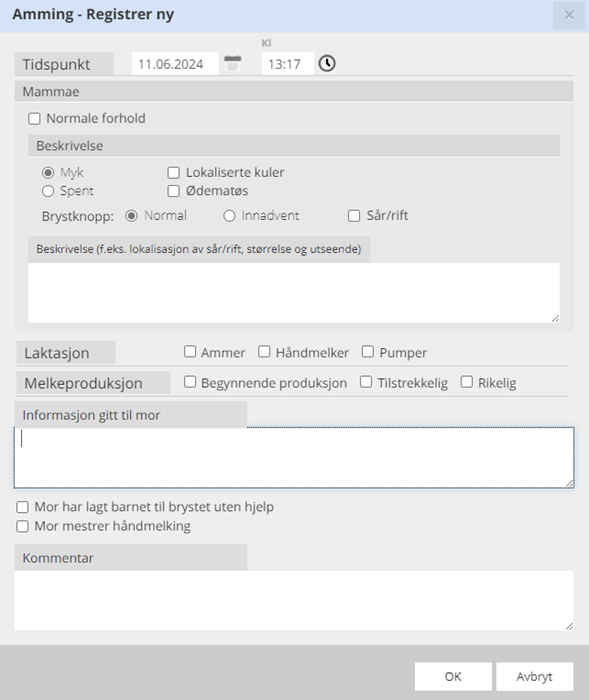 Amming - Registrer ny
Kl
Tidspunkt 11.06.2024 13:17
Mammae
Normale forhold
Beskrivelse
Myk Lokaliserte kuler
Spent Ødematøs
Brystknopp: Normal Innadvent Sår/rift
Beskrivelse (f.eks. lokalisasjon av sår/rift, størrelse og utseende)
Laktasjon Ammer Håndmelker Pumper
Melkeproduksjon Begynnende produksjon Tilstrekkelig Rikelig
Informasjon gitt til mor
Mor har lagt barnet til brystet uten hjelp
Mor mestrer håndmelking
Kommentar
OK Avbryt